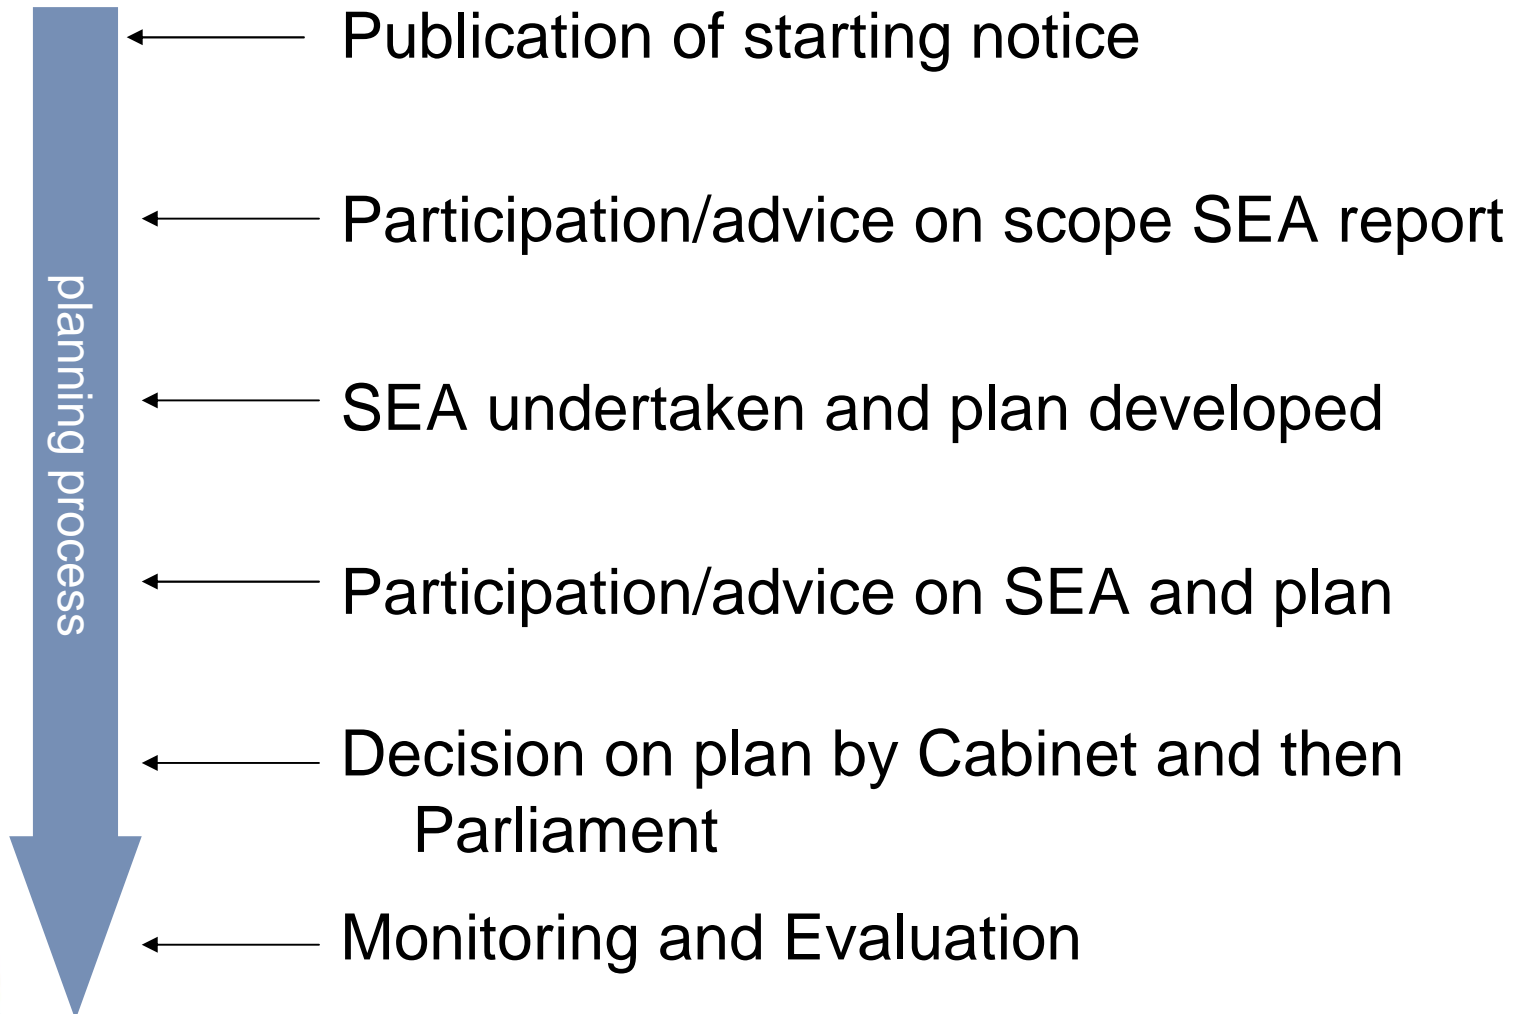 Publication of starting notice
Participation/advice on scope SEA report
SEA undertaken and plan developed
Participation/advice on SEA and plan
Decision on plan by Cabinet and then
Parliament
Monitoring and Evaluation
planning process